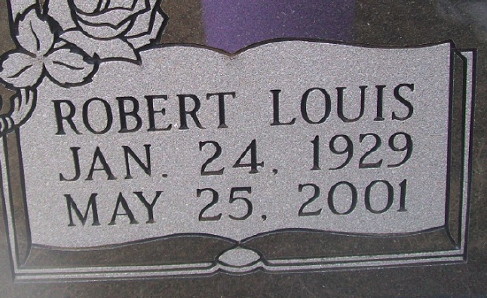 ROBERT LOUIS
JAN. 24, 1929
MAY 25, 2001